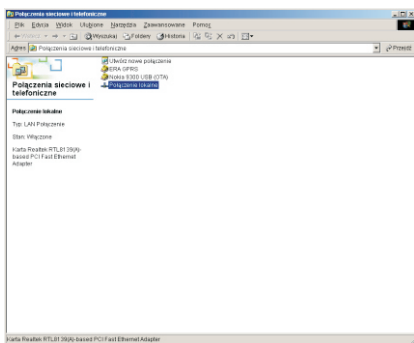 Połączenia sieciowe i telefoniczne
Plik Edycja Widok Ulubione Narzędzia Zaawansowane Pomoc
Wstecz Wyszukaj Foldery Historia
Adres Połączenia sieciowe i telefoniczne Przejdź
Połączenia sieciowe i
telefoniczne
Połączenie lokalne
Typ: LAN Połączenie
Stan: Włączone
Karta Realtek RTL8139(A)-
based PCI Fast Ethernet
Adapter
Utwórz nowe połączenie
ERA GPRS
Nokia 9300 USB (OTA)
Połączenie lokalne
Karta Realtek RTL8139(A)-based PCI Fast Ethernet Adapter